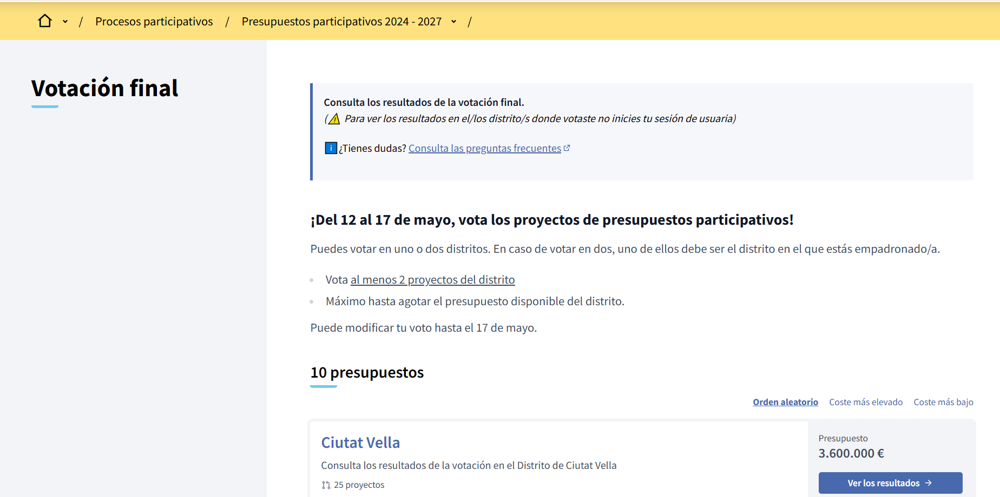 / Procesos participativos / Presupuestos participativos 2024 - 2027 /
Votación final
Consulta los resultados de la votación final.
(⚠ Para ver los resultados en el/los distrito/s donde votaste no inicies tu sesión de usuaria)
ℹ¿Tienes dudas? Consulta las preguntas frecuentes
¡Del 12 al 17 de mayo, vota los proyectos de presupuestos participativos!
Puedes votar en uno o dos distritos. En caso de votar en dos, uno de ellos debe ser el distrito en el que estás empadronado/a.
Vota al menos 2 proyectos del distrito
Máximo hasta agotar el presupuesto disponible del distrito.
Puede modificar tu voto hasta el 17 de mayo.
10 presupuestos
Orden aleatorio Coste más elevado Coste más bajo
Ciutat Vella
Consulta los resultados de la votación en el Distrito de Ciutat Vella
25 proyectos
Presupuesto
3.600.000 €
Ver los resultados →